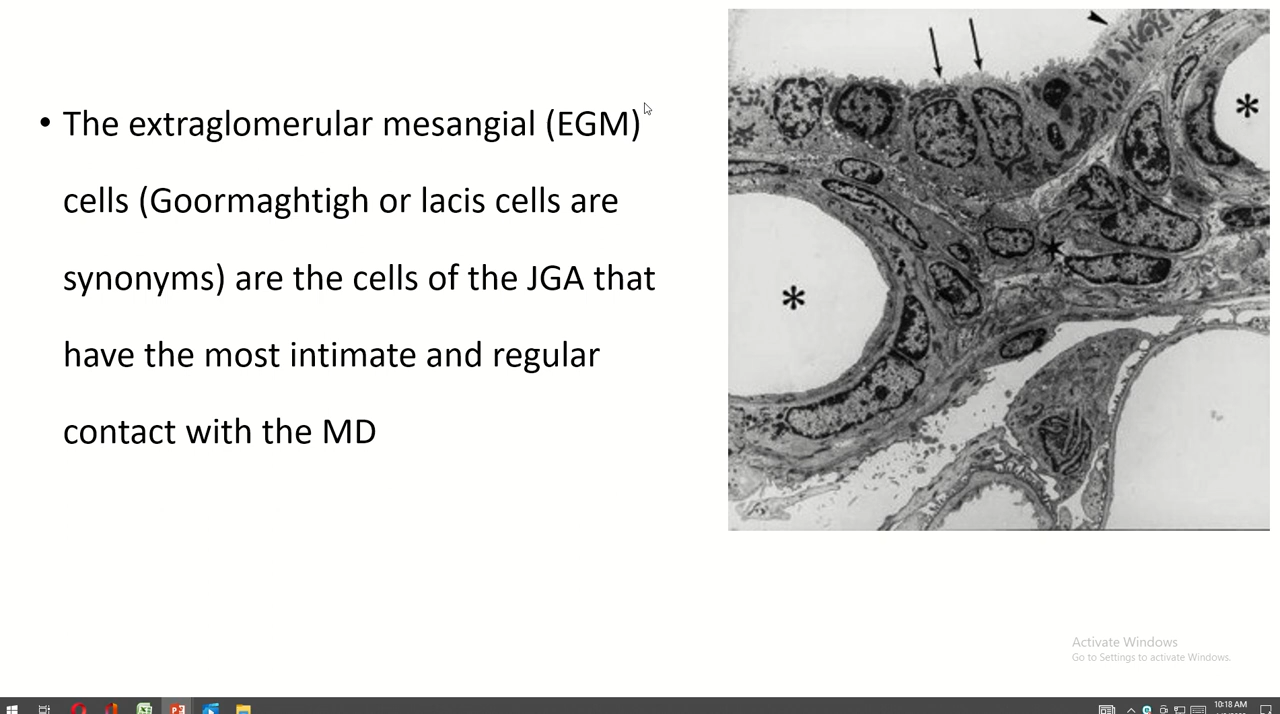 • The extraglomerular mesangial (EGM)
cells (Goormaghtigh or lacis cells are
synonyms) are the cells of the JGA that
have the most intimate and regular
contact with the MD
Activate Windows
Go to Settings to activate Windows.
10:18 AM